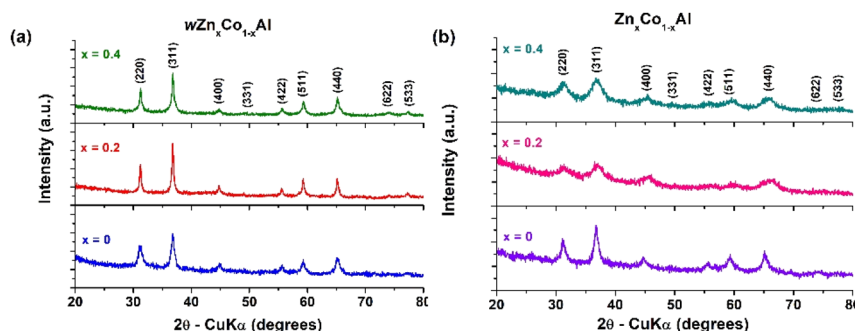 (a)
wZnₓCo₁₋ₓAl
x = 0.4
(220)
(311)
(400)
(331)
(422)
(511)
(440)
(622)
(533)
x = 0.2
x = 0
Intensity (a.u.)
20 30 40 50 60 70 80
2θ - CuKα (degrees)
(b)
ZnₓCo₁₋ₓAl
x = 0.4
(220)
(311)
(400)
(331)
(422)
(511)
(440)
(622)
(533)
x = 0.2
x = 0
Intensity (a.u.)
20 30 40 50 60 70 80
2θ - CuKα (degrees)